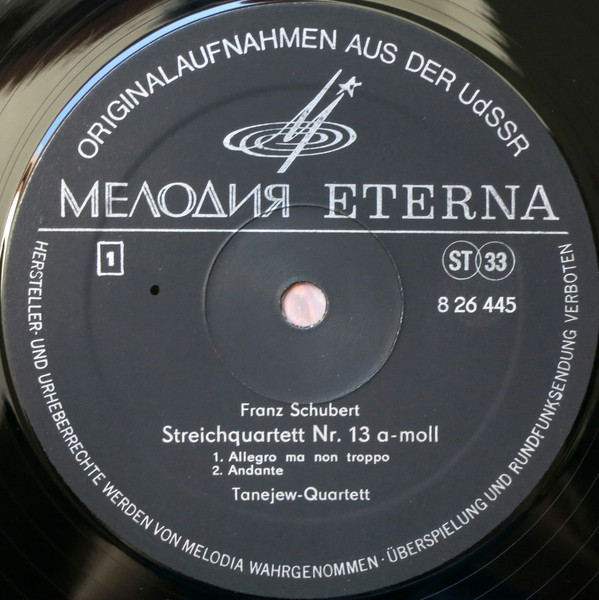 ORIGINALAUFNAHMEN AUS DER UdSSR
МЕЛОДИЯ ETERNA
1
ST 33
8 26 445
Franz Schubert
Streichquartett Nr. 13 a-moll
1. Allegro ma non troppo
2. Andante
Tanejew-Quartett
HERSTELLER- UND URHEBERRECHTE WERDEN VON MELODIA WAHRGENOMMEN · ÜBERSPIELUNG UND RUNDFUNKSENDUNG VERBOTEN